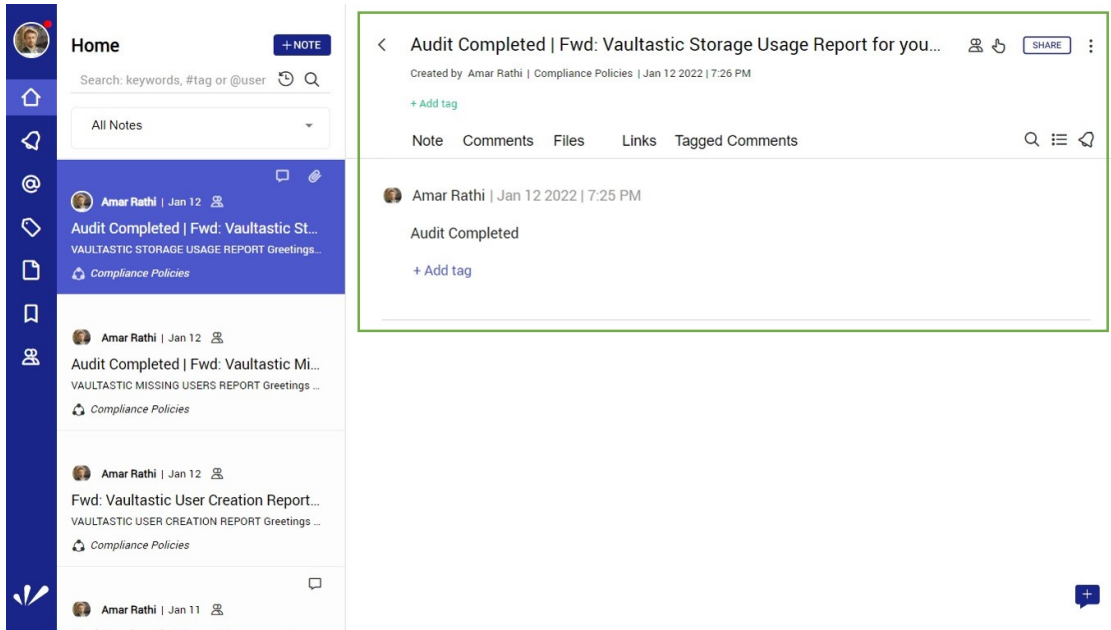 Home
+ NOTE
Search: keywords, #tag or @user
All Notes
Amar Rathi | Jan 12
Audit Completed | Fwd: Vaultastic St...
VAULTASTIC STORAGE USAGE REPORT Greetings...
Compliance Policies
Amar Rathi | Jan 12
Audit Completed | Fwd: Vaultastic Mi...
VAULTASTIC MISSING USERS REPORT Greetings ...
Compliance Policies
Amar Rathi | Jan 12
Fwd: Vaultastic User Creation Report...
VAULTASTIC USER CREATION REPORT Greetings ...
Compliance Policies
Amar Rathi | Jan 11
Audit Completed | Fwd: Vaultastic Storage Usage Report for you...
SHARE
Created by Amar Rathi | Compliance Policies | Jan 12 2022 | 7:26 PM
+ Add tag
Note Comments Files Links Tagged Comments
Amar Rathi | Jan 12 2022 | 7:25 PM
Audit Completed
+ Add tag